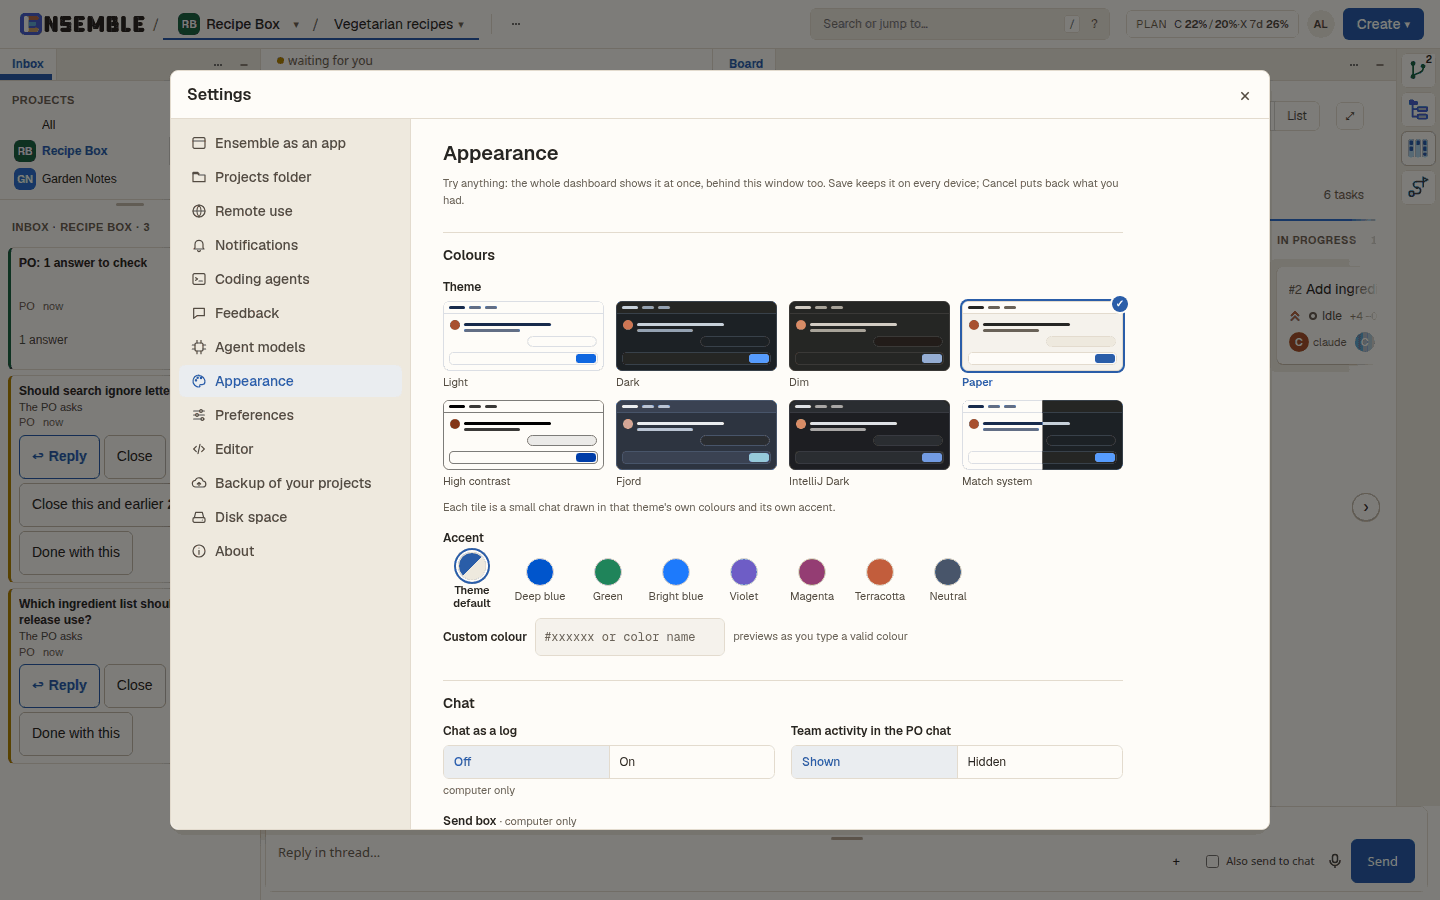 ENSEMBLE / RB Recipe Box ▾ / Vegetarian recipes ▾ ···
Search or jump to... / ?
PLAN C 22% / 20% · X 7d 26%
AL
Create ▾
Inbox ··· –
waiting for you
Board ··· –
2
PROJECTS
All
RB Recipe Box
GN Garden Notes
INBOX · RECIPE BOX · 3
PO: 1 answer to check
PO now
1 answer
Should search ignore lette
The PO asks
PO now
↩ Reply
Close
Close this and earlier
Done with this
Which ingredient list shou
release use?
The PO asks
PO now
↩ Reply
Close
Done with this
Settings ×
Ensemble as an app
Projects folder
Remote use
Notifications
Coding agents
Feedback
Agent models
Appearance
Preferences
Editor
Backup of your projects
Disk space
About
Appearance
Try anything: the whole dashboard shows it at once, behind this window too. Save keeps it on every device; Cancel puts back what you
had.
Colours
Theme
Light
Dark
Dim
Paper
High contrast
Fjord
IntelliJ Dark
Match system
Each tile is a small chat drawn in that theme's own colours and its own accent.
Accent
Theme
default
Deep blue
Green
Bright blue
Violet
Magenta
Terracotta
Neutral
Custom colour #xxxxxx or color name previews as you type a valid colour
Chat
Chat as a log
Off On
computer only
Team activity in the PO chat
Shown Hidden
Send box · computer only
List
6 tasks
IN PROGRESS 1
#2 Add ingred
Idle +4
C claude C
›
Reply in thread...
+ Also send to chat Send